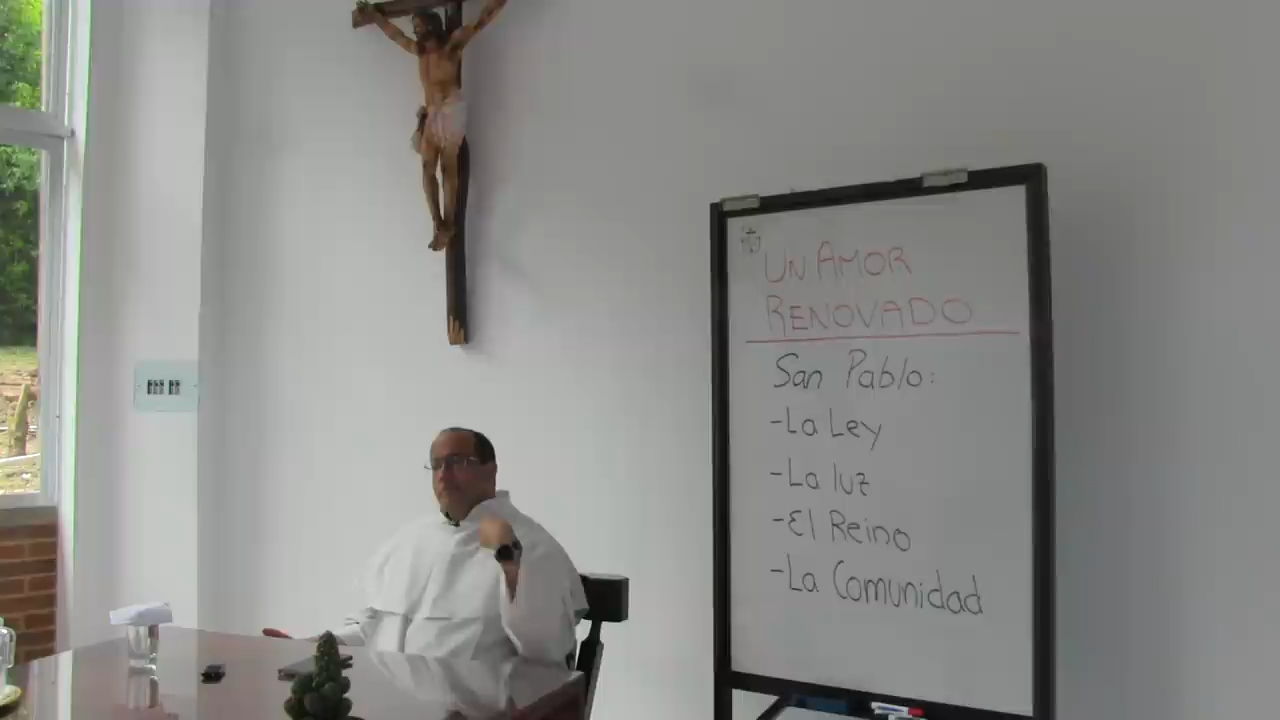 UN AMOR
RENOVADO
San Pablo:
-La Ley
-La luz
-El Reino
-La Comunidad